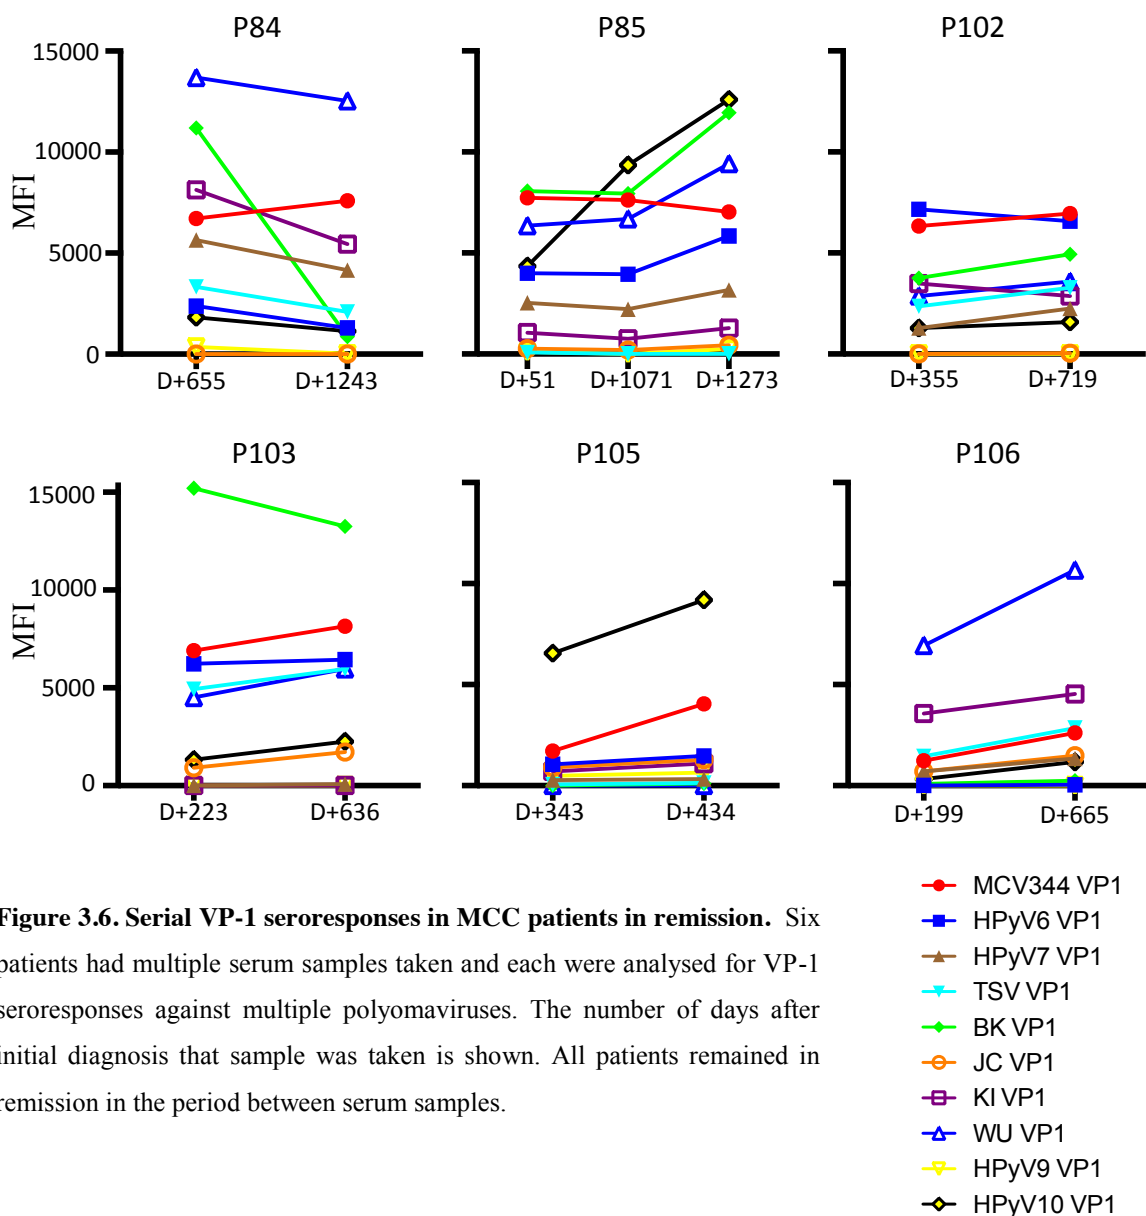 P84
P85
P102
15000
10000
5000
0
MFI
D+655
D+1243
D+51
D+1071
D+1273
D+355
D+719
P103
P105
P106
15000
10000
5000
0
MFI
D+223
D+636
D+343
D+434
D+199
D+665
Figure 3.6. Serial VP-1 seroresponses in MCC patients in remission. Six
patients had multiple serum samples taken and each were analysed for VP-1
seroresponses against multiple polyomaviruses. The number of days after
initial diagnosis that sample was taken is shown. All patients remained in
remission in the period between serum samples.
MCV344 VP1
HPyV6 VP1
HPyV7 VP1
TSV VP1
BK VP1
JC VP1
KI VP1
WU VP1
HPyV9 VP1
HPyV10 VP1